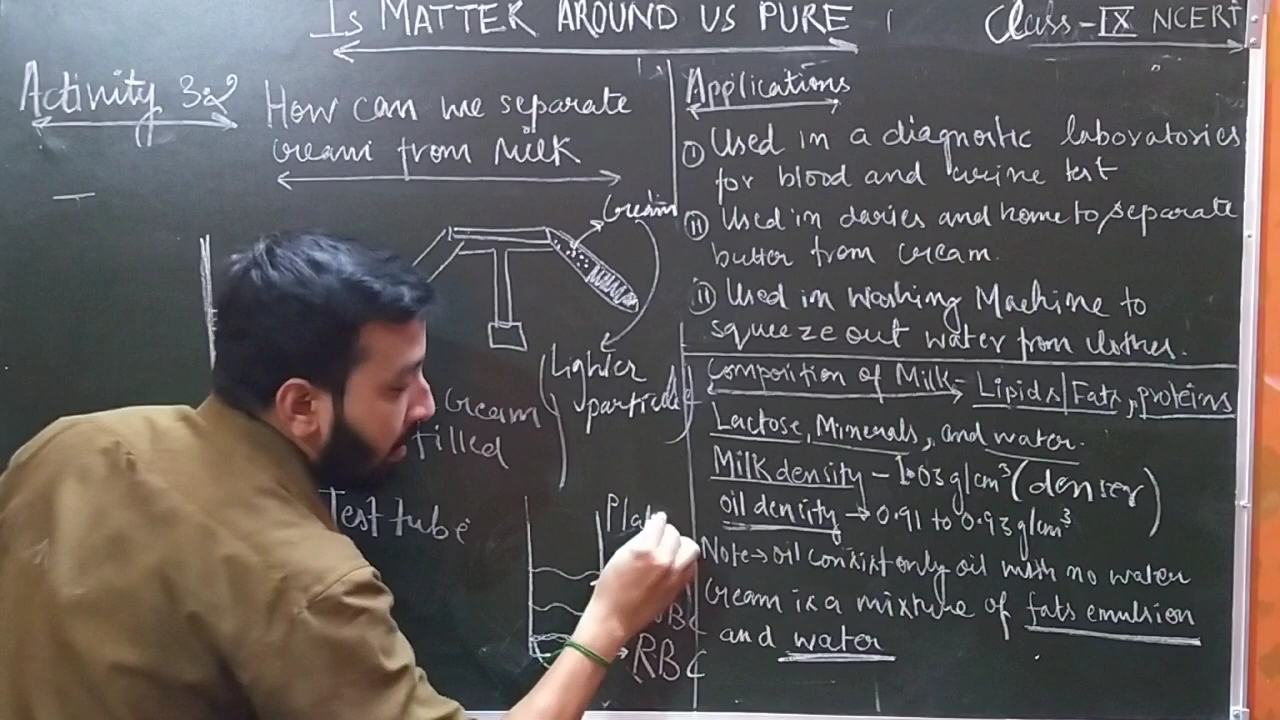 Is MATTER AROUND US PURE
Class - IX NCERT
Activity 3.2
How can we separate
cream from Milk
Cream
Lighter
particle
Cream
filled
Test tube
RBC
Applications
I Used in a diagnostic laboratories
for blood and urine test
II Used in daries and home to separate
butter from cream.
II Used in Washing Machine to
squeeze out water from clothes.
Composition of Milk - Lipids/Fats, proteins
Lactose, Minerals, and water.
Milk density - 1.03 g/cm³ (denser)
oil density → 0.91 to 0.93 g/cm³
Note → oil consist only oil with no water
Cream is a mixture of fats emulsion
and water